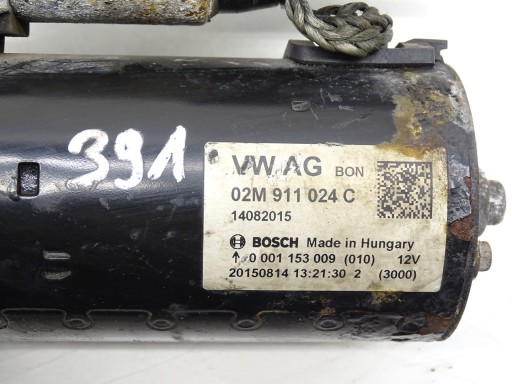 391
VW AG BON
02M 911 024 C
14082015
BOSCH Made in Hungary
0 001 153 009 (010) 12V
20150814 13:21:30 2 (3000)